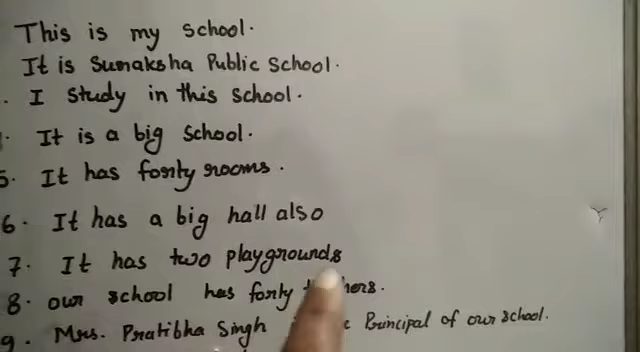 This is my school.
It is Sunaksha Public School.
. I study in this School.
. It is a big School.
5. It has forty rooms.
6. It has a big hall also
7. It has two playgrounds
8. our school has forty
9. Mrs. Pratibha Singh Principal of our School.